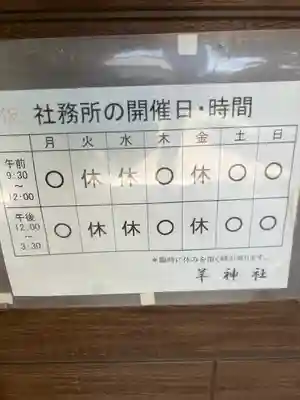 社務所の開催日・時間
月 火 水 木 金 土 日
午前
9:30
～
12:00
〇 休 休 〇 休 〇 〇
午後
12:00
～
3:30
〇 休 休 〇 休 〇 〇
羊神社